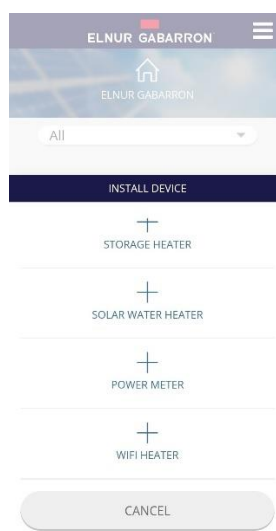 ELNUR GABARRON
ELNUR GABARRON
All
INSTALL DEVICE
STORAGE HEATER
SOLAR WATER HEATER
POWER METER
WIFI HEATER
CANCEL